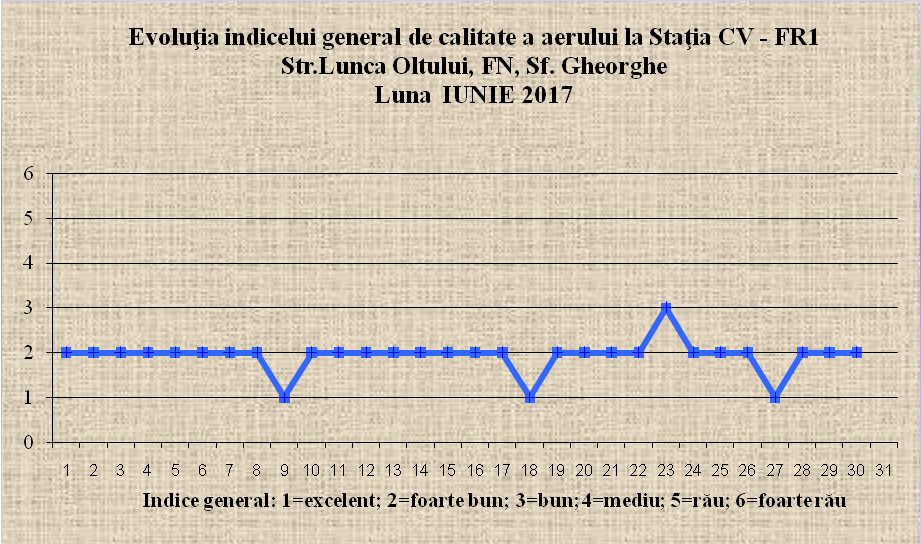 Evoluţia indicelui general de calitate a aerului la Staţia CV - FR1
Str.Lunca Oltului, FN, Sf. Gheorghe
Luna IUNIE 2017
6
5
4
3
2
1
0
1 2 3 4 5 6 7 8 9 10 11 12 13 14 15 16 17 18 19 20 21 22 23 24 25 26 27 28 29 30 31
Indice general: 1=excelent; 2=foarte bun; 3=bun; 4=mediu; 5=rău; 6=foarte rău